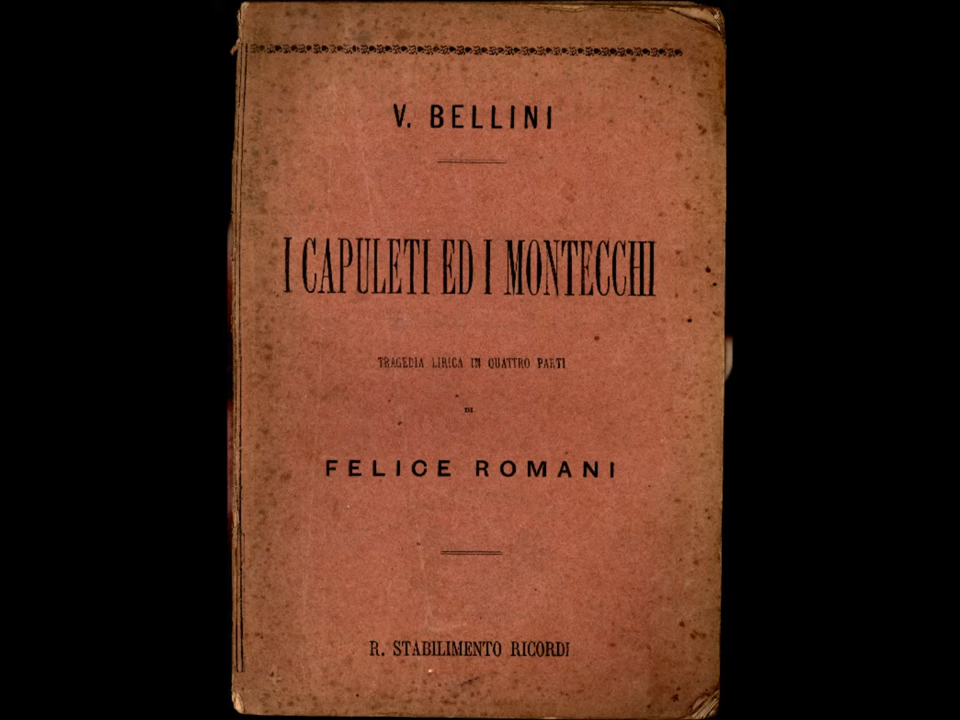 V. BELLINI
I CAPULETI ED I MONTECCHI
TRAGEDIA LIRICA IN QUATTRO PARTI
DI
FELICE ROMANI
R. STABILIMENTO RICORDI